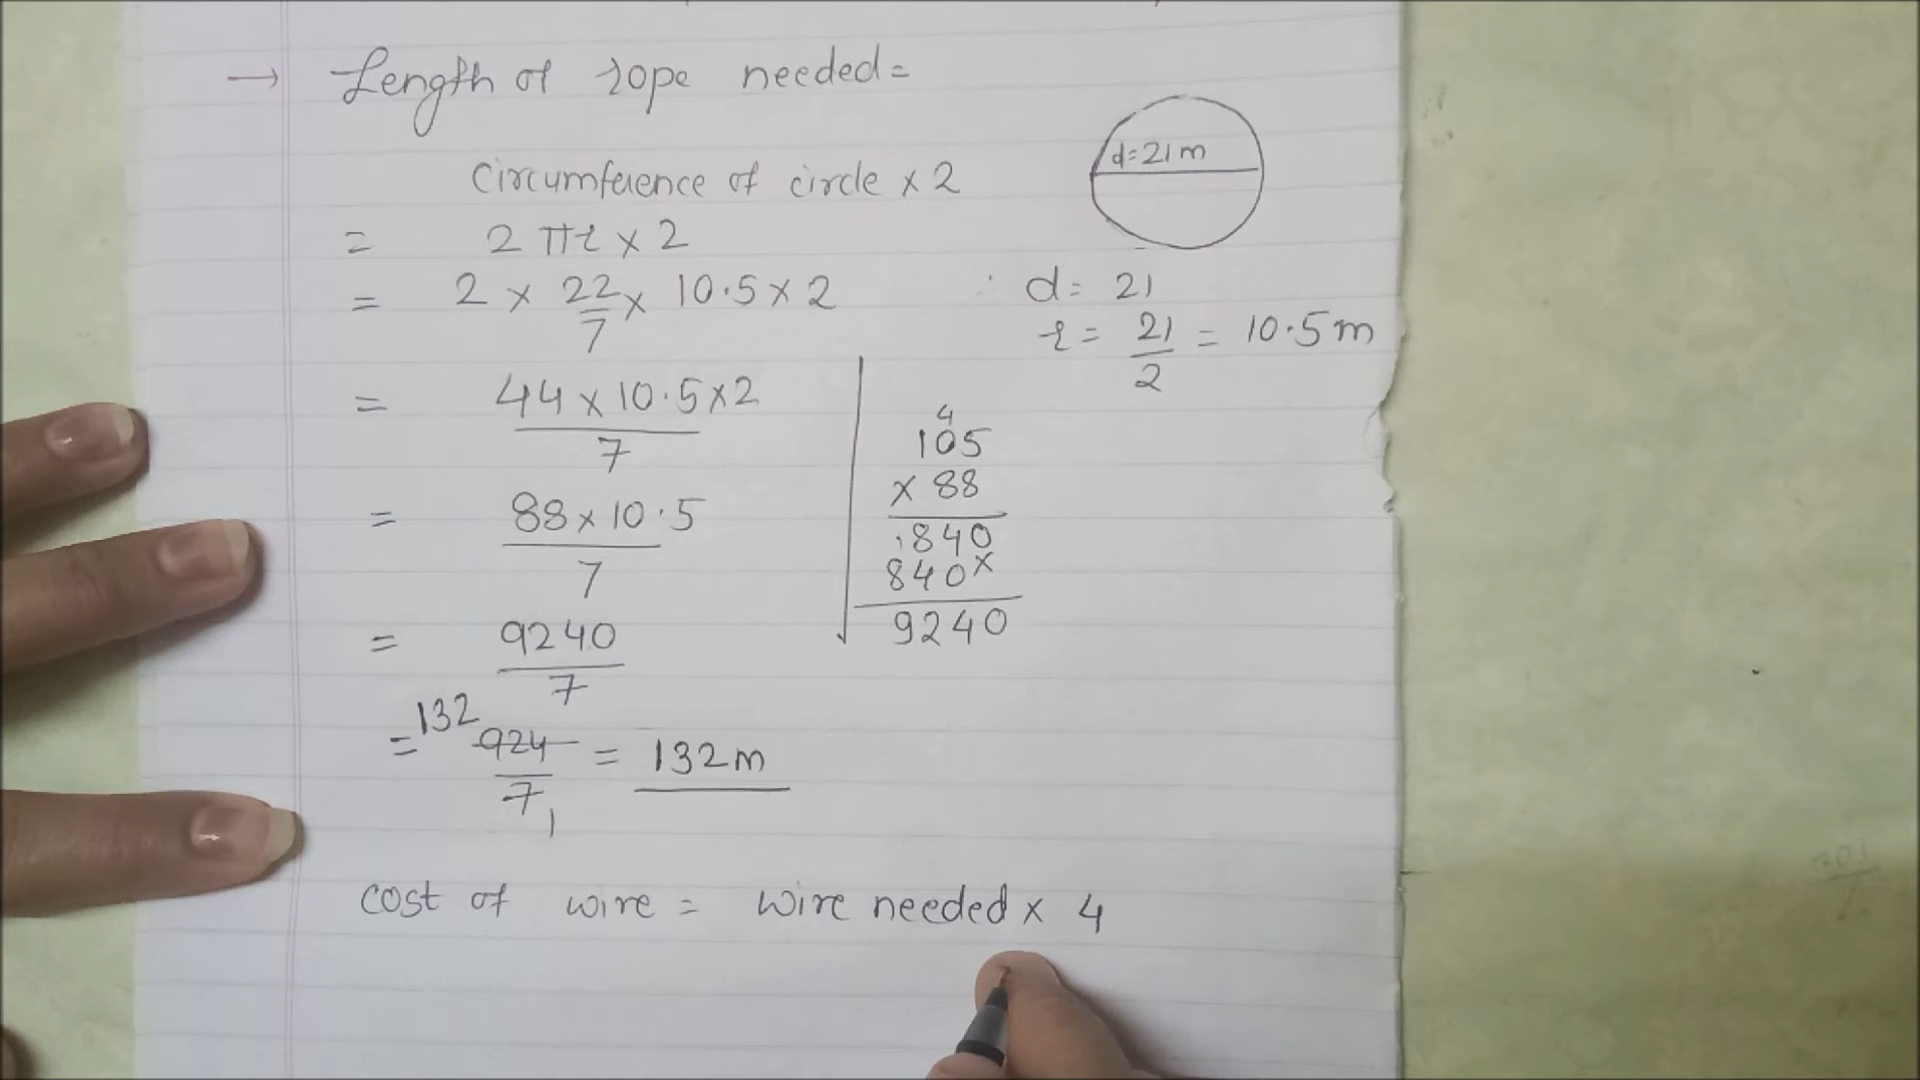 → Length of rope needed =
circumference of circle × 2
d=21m
= 2πr × 2
= 2 × 22/7 × 10.5 × 2
d = 21
r = 21/2 = 10.5m
= 44 × 10.5 × 2
7
= 88 × 10.5
7
= 9240
7
4
105
× 88
840
840×
9240
132
= 924 = 132m
7 1
cost of wire = wire needed × 4